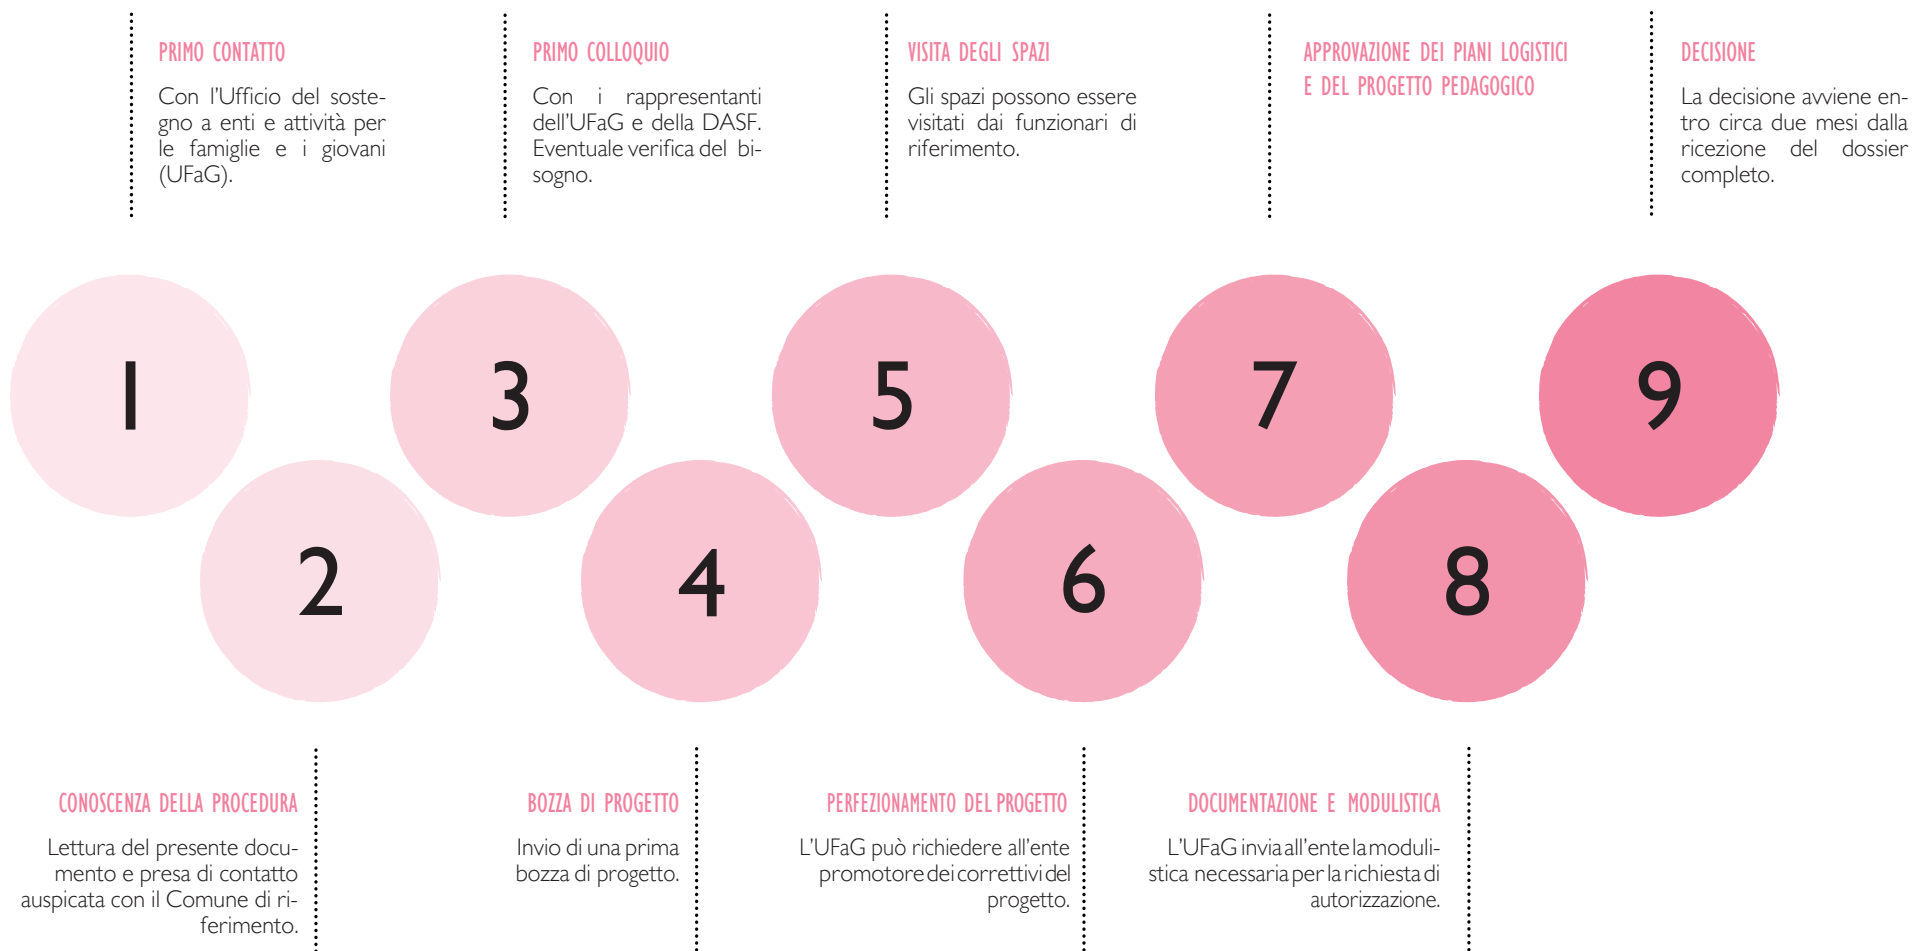 PRIMO CONTATTO
Con l'Ufficio del soste-
gno a enti e attività per
le famiglie e i giovani
(UFaG).
PRIMO COLLOQUIO
Con i rappresentanti
dell'UFaG e della DASF.
Eventuale verifica del bi-
sogno.
VISITA DEGLI SPAZI
Gli spazi possono essere
visitati dai funzionari di
riferimento.
APPROVAZIONE DEI PIANI LOGISTICI
E DEL PROGETTO PEDAGOGICO
DECISIONE
La decisione avviene en-
tro circa due mesi dalla
ricezione del dossier
completo.
1
3
5
7
9
2
4
6
8
CONOSCENZA DELLA PROCEDURA
Lettura del presente docu-
mento e presa di contatto
auspicata con il Comune di ri-
ferimento.
BOZZA DI PROGETTO
Invio di una prima
bozza di progetto.
PERFEZIONAMENTO DEL PROGETTO
L'UFaG può richiedere all'ente
promotore dei correttivi del
progetto.
DOCUMENTAZIONE E MODULISTICA
L'UFaG invia all'ente la moduli-
stica necessaria per la richiesta di
autorizzazione.